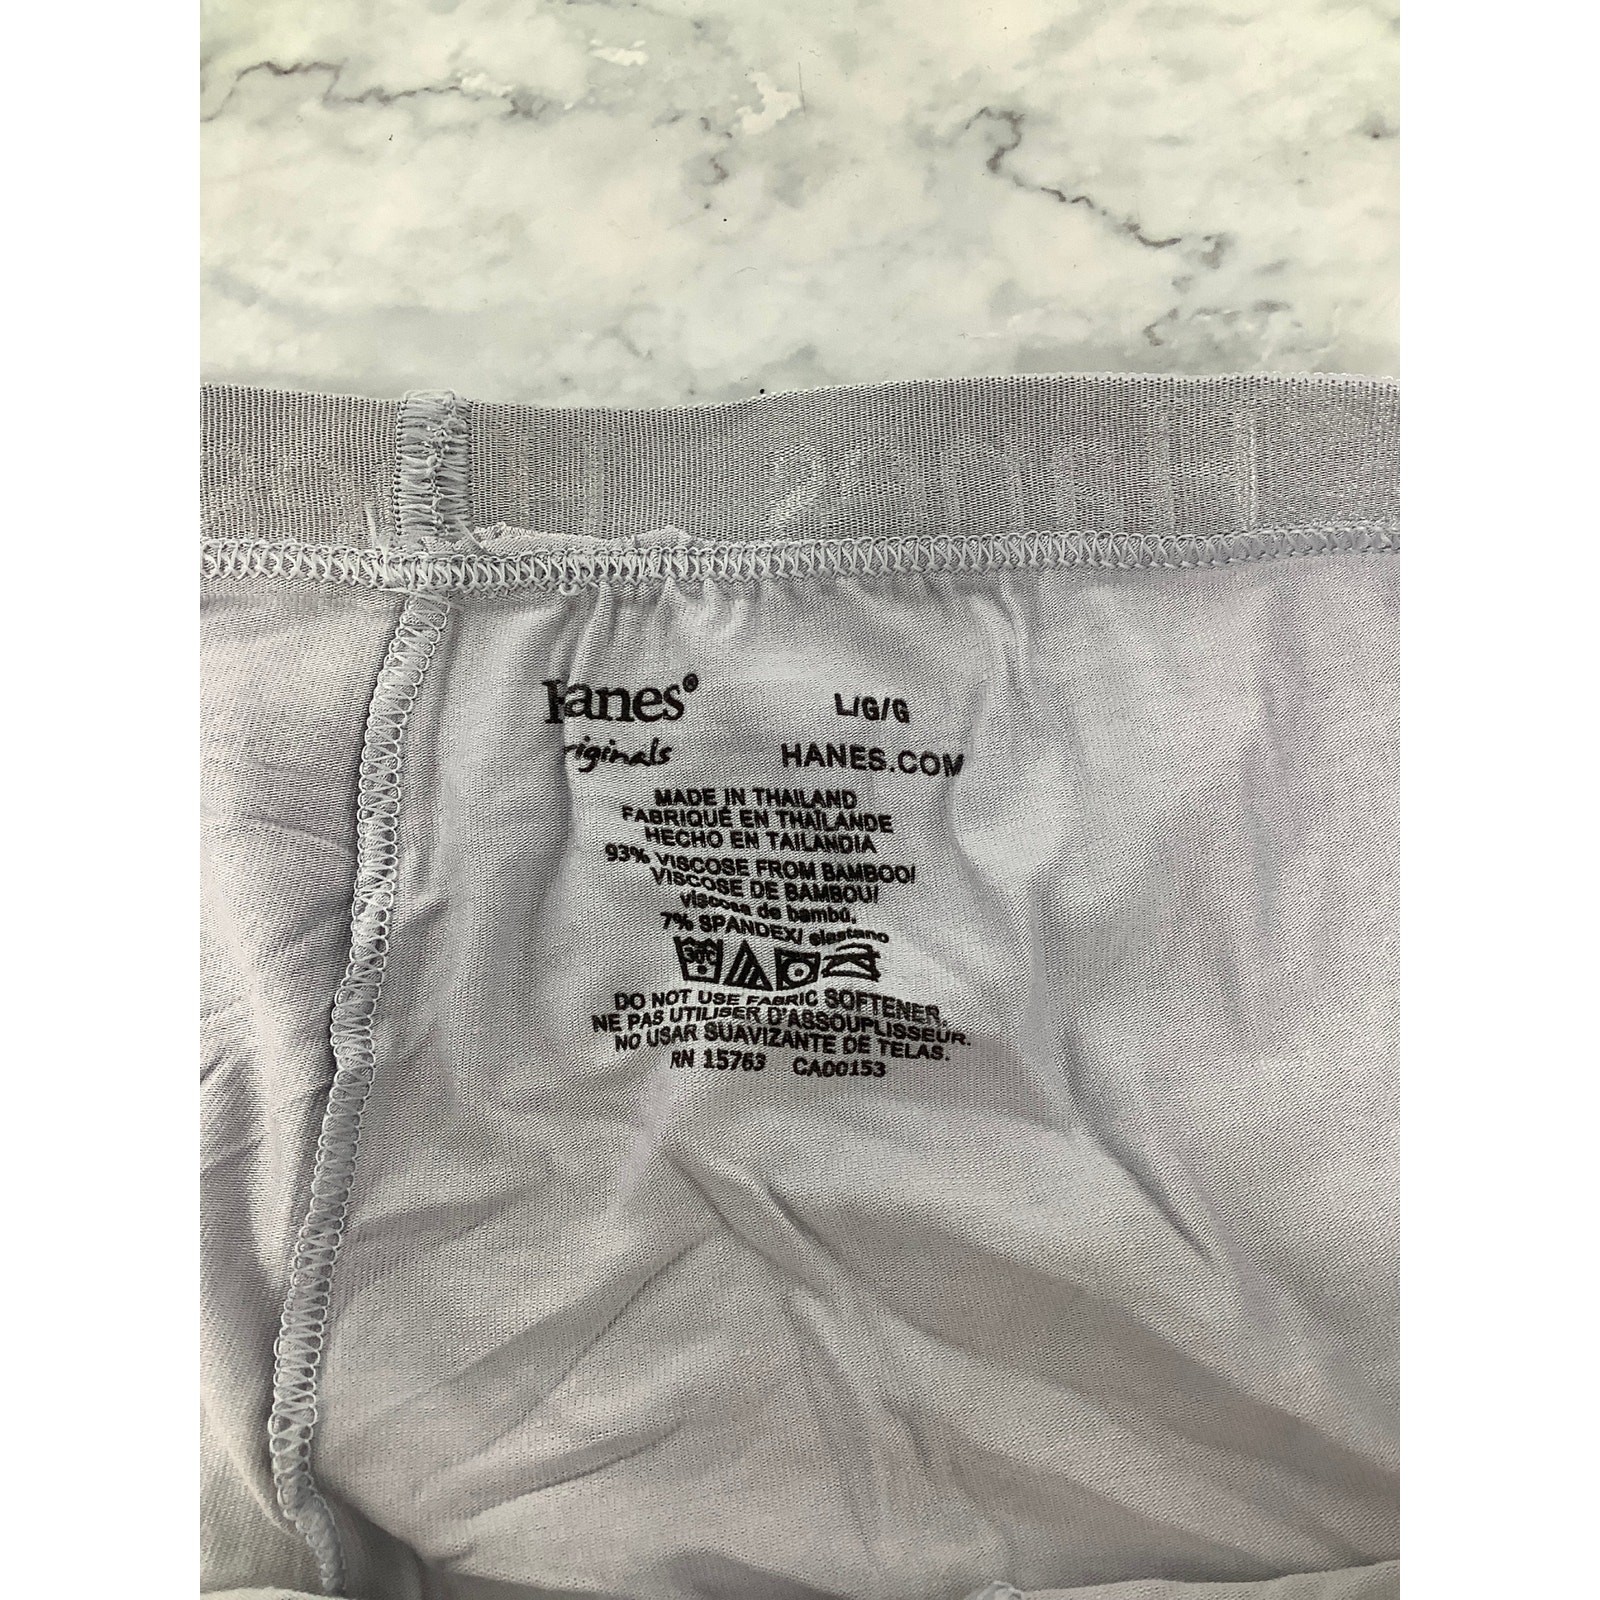 Hanes® L/G/G
riginals HANES.COM
MADE IN THAILAND
FABRIQUÉ EN THAÏLANDE
HECHO EN TAILANDIA
93% VISCOSE FROM BAMBOO/
VISCOSE DE BAMBOU/
viscosa de bambú,
7% SPANDEX/ elastano
30°C
DO NOT USE FABRIC SOFTENER.
NE PAS UTILISER D'ASSOUPLISSEUR.
NO USAR SUAVIZANTE DE TELAS.
RN 15763 CA00153